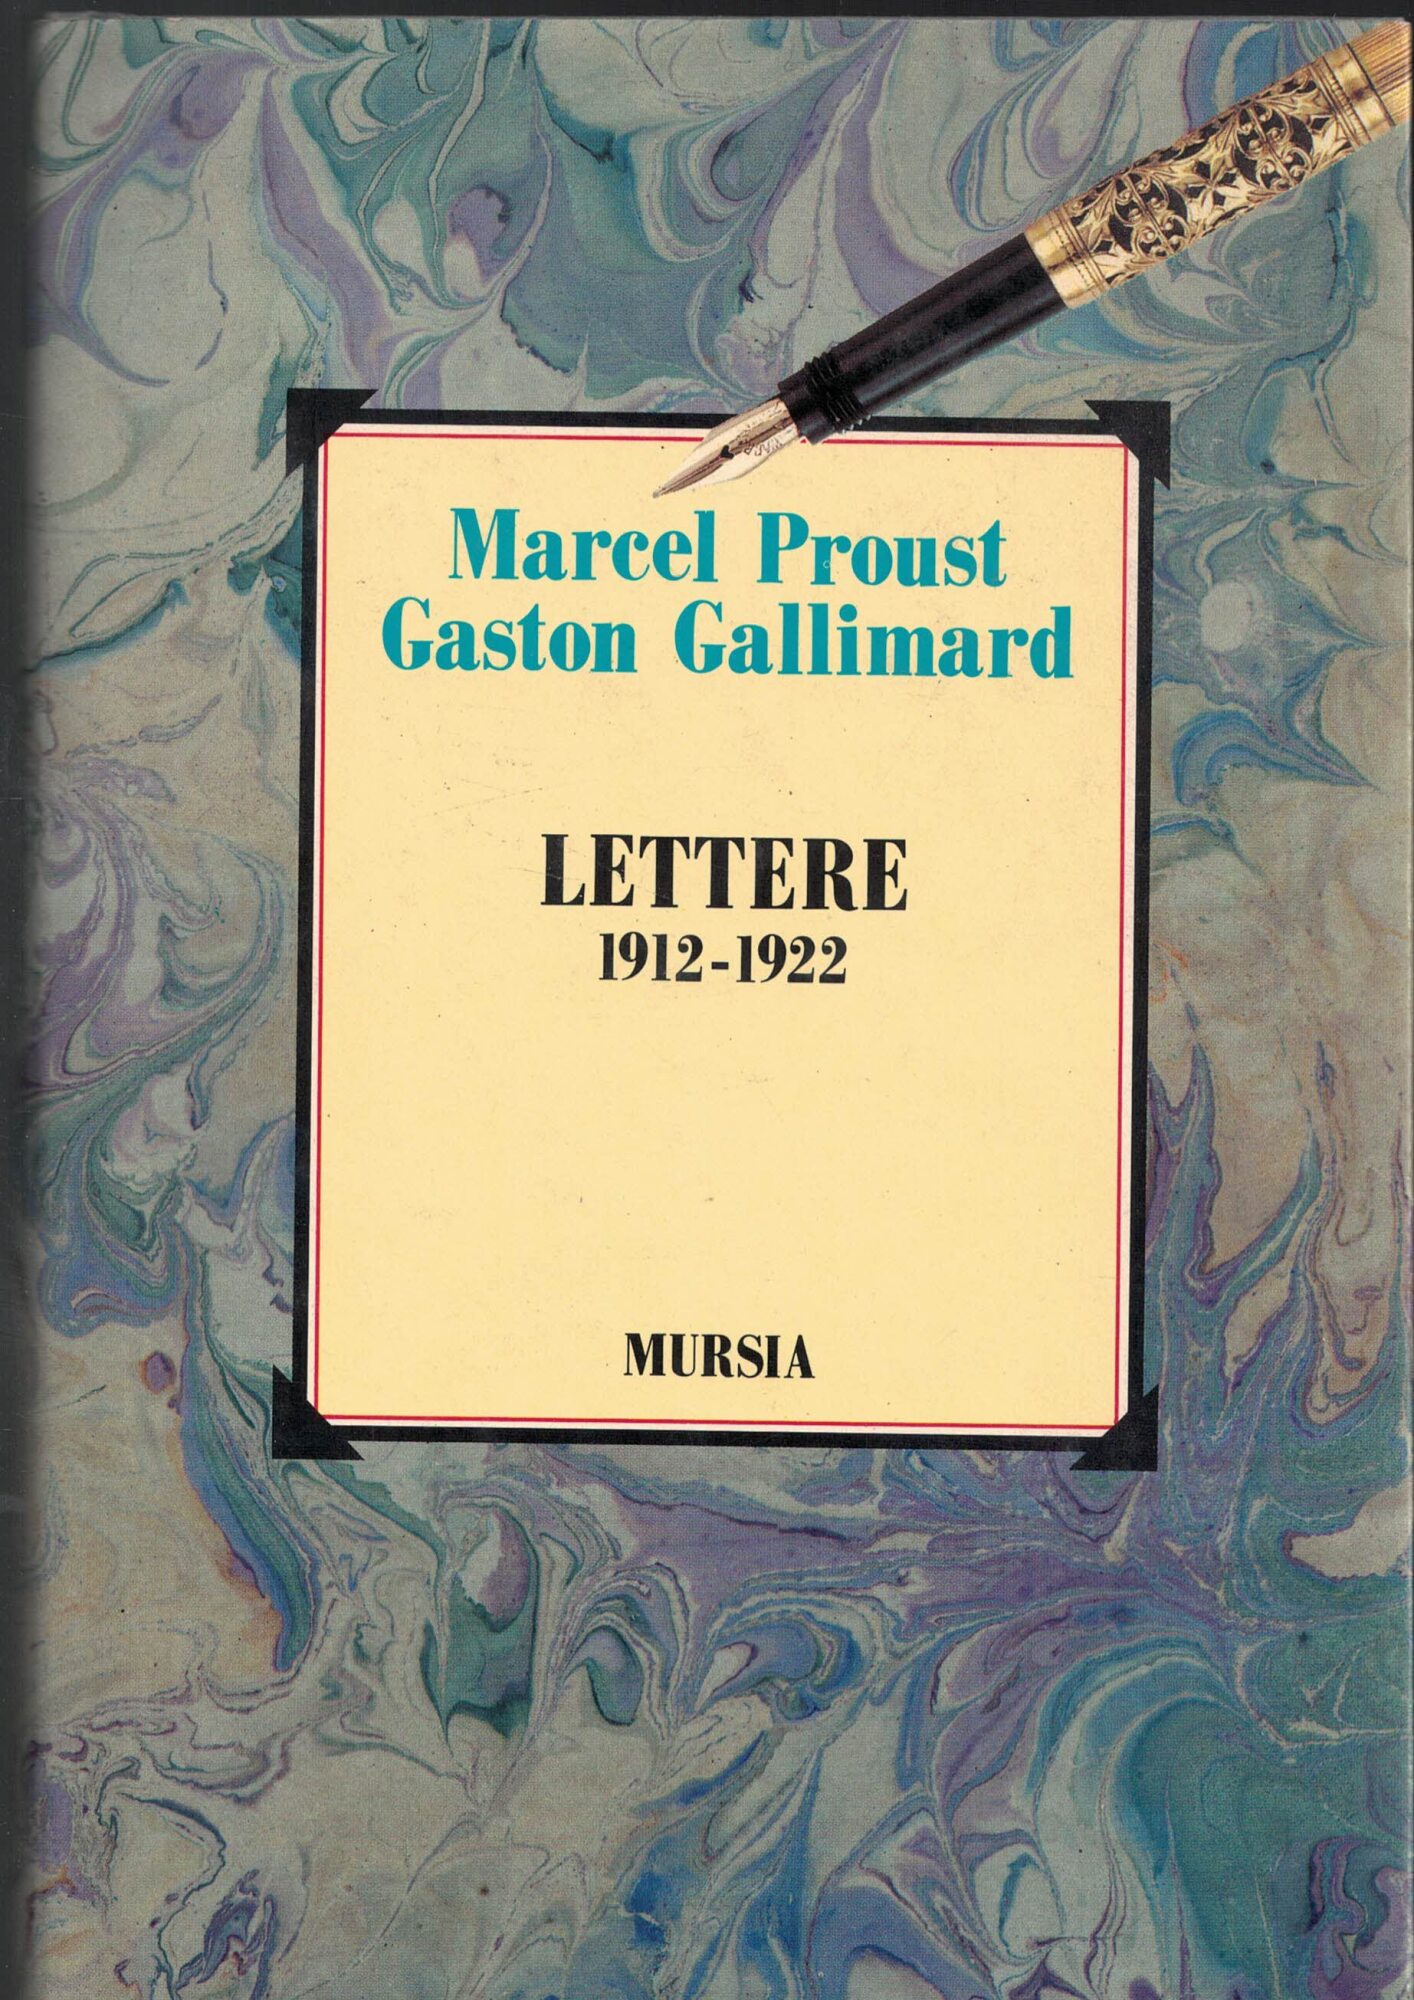 Marcel Proust
Gaston Gallimard
LETTERE
1912-1922
MURSIA